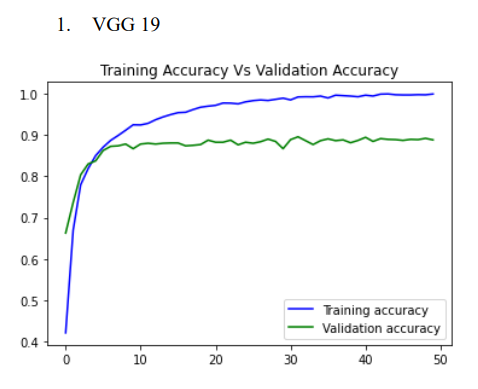 1. VGG 19
Training Accuracy Vs Validation Accuracy
1.0
0.9
0.8
0.7
0.6
0.5
0.4
Training accuracy
Validation accuracy
0 10 20 30 40 50